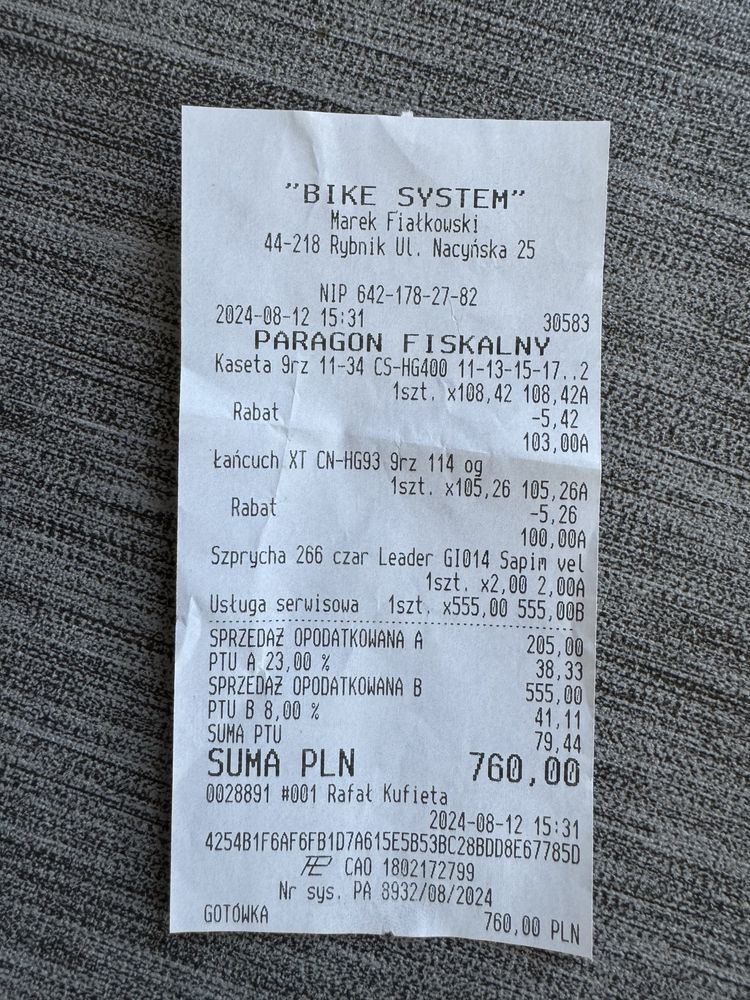 "BIKE SYSTEM"
Marek Fiałkowski
44-218 Rybnik Ul. Nacyńska 25
NIP 642-178-27-82
2024-08-12 15:31 30583
PARAGON FISKALNY
Kaseta 9rz 11-34 CS-HG400 11-13-15-17..2
1szt. x108,42 108,42A
Rabat -5,42
103,00A
Łańcuch XT CN-HG93 9rz 114 og
1szt. x105,26 105,26A
Rabat -5,26
100,00A
Szprycha 266 czar Leader GI014 Sapim vel
1szt. x2,00 2,00A
Usługa serwisowa 1szt. x555,00 555,00B
SPRZEDAŻ OPODATKOWANA A 205,00
PTU A 23,00 % 38,33
SPRZEDAŻ OPODATKOWANA B 555,00
PTU B 8,00 % 41,11
SUMA PTU 79,44
SUMA PLN 760,00
0028891 #001 Rafał Kufieta
2024-08-12 15:31
4254B1F6AF6FB1D7A615E5B53BC28BDD8E67785D
CAO 1802172799
Nr sys. PA 8932/08/2024
GOTÓWKA 760,00 PLN